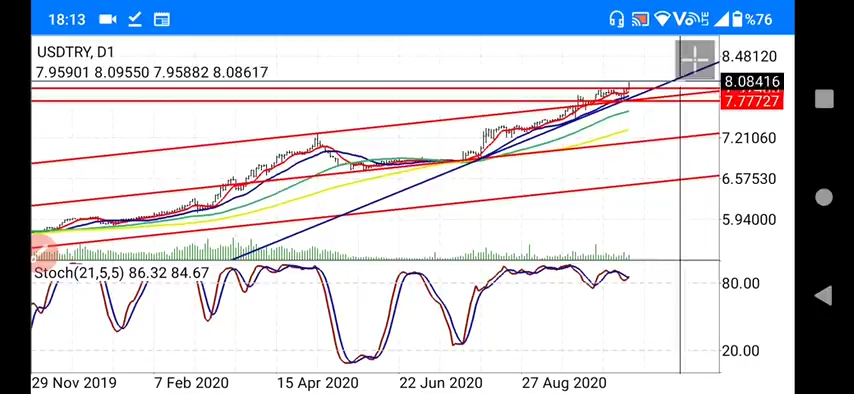 18:13
%76
USDTRY, D1
7.95901 8.09550 7.95882 8.08617
8.48120
8.08416
7.77727
7.21060
6.57530
5.94000
Stoch(21,5,5) 86.32 84.67
80.00
20.00
29 Nov 2019 7 Feb 2020 15 Apr 2020 22 Jun 2020 27 Aug 2020